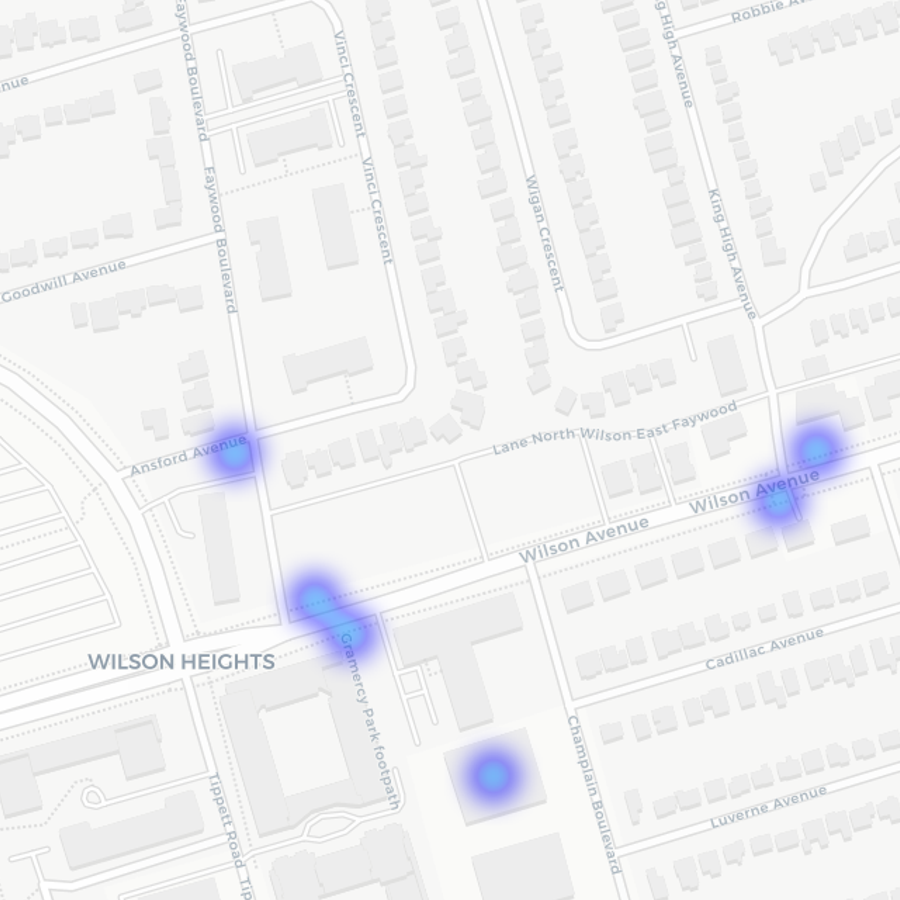 Faywood Boulevard
g High Avenue
Robbie Av
nue
Vinci Crescent
Faywood Boulevard
Vinci Crescent
Wigan Crescent
King High Avenue
Goodwill Avenue
Lane North Wilson East Faywood
Ansford Avenue
Wilson Avenue
Wilson Avenue
WILSON HEIGHTS
Gramercy Park footpath
Cadillac Avenue
Champlain Boulevard
Tippett Road
Luverne Avenue
Tip